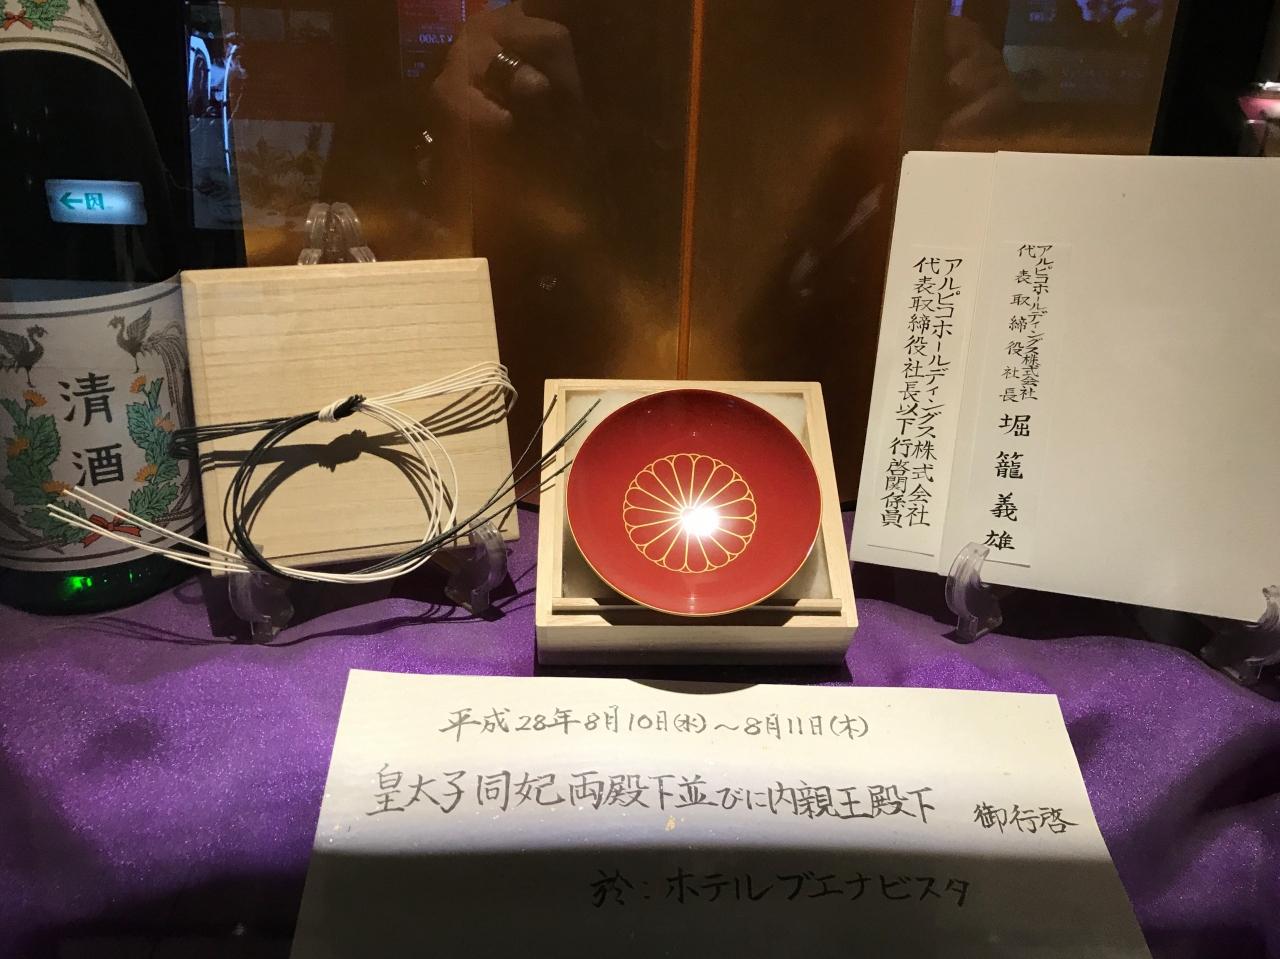 清酒
アルピコホールディングス株式会社
代表取締役社長以下行啓関係員
アルピコホールディングス株式会社
代表取締役社長 堀籠義雄
平成28年8月10日(水)～8月11日(木)
皇太子同妃両殿下並びに内親王殿下 御行啓
於：ホテルブエナビスタ